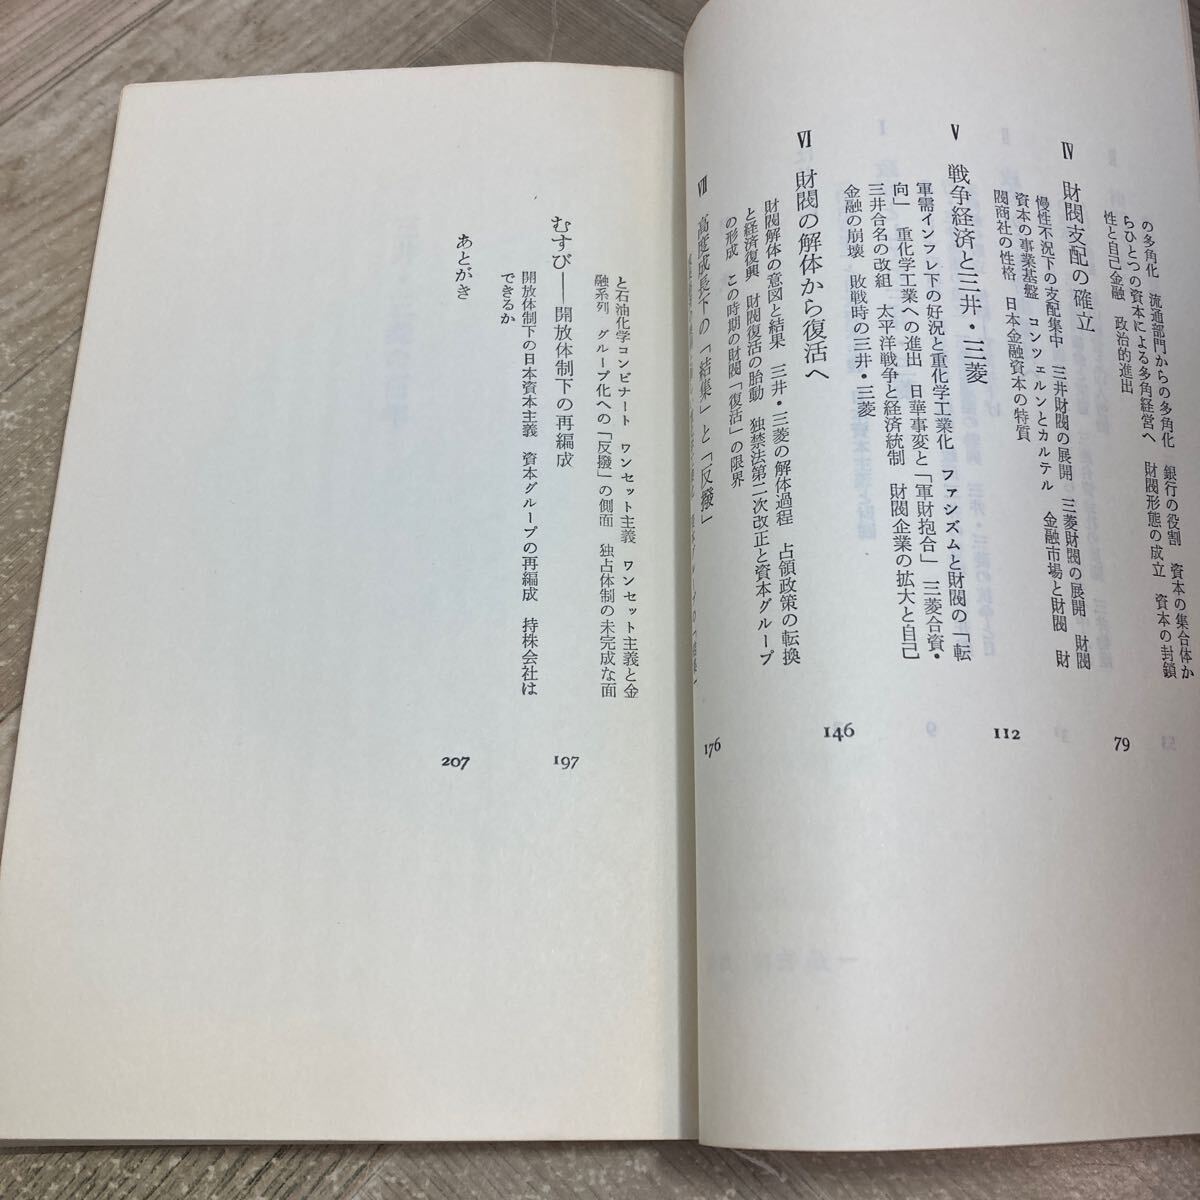 の多角化　流通部門からの多角化　銀行の役割　資本の集合体か
らひとつの資本による多角経営へ　財閥形態の成立　資本の封鎖
性と自己金融　政治的進出
Ⅳ　財閥支配の確立　79
慢性不況下の支配集中　三井財閥の展開　三菱財閥の展開　財閥
資本の事業基盤　コンツェルンとカルテル　金融市場と財閥　財
閥商社の性格　日本金融資本の特質
Ⅴ　戦争経済と三井・三菱　112
軍需インフレ下の好況と重化学工業化　ファシズムと財閥の「転
向」　重化学工業への進出　日華事変と「軍財抱合」　三菱合資・
三井合名の改組　太平洋戦争と経済統制　財閥企業の拡大と自己
金融の崩壊　敗戦時の三井・三菱
Ⅵ　財閥の解体から復活へ　146
財閥解体の意図と結果　三井・三菱の解体過程　占領政策の転換
と経済復興　財閥復活の胎動　独禁法第二次改正と資本グループ
の形成　この時期の財閥「復活」の限界
Ⅶ　高度成長下の「結集」と「反撥」　176
と石油化学コンビナート　ワンセット主義　ワンセット主義と金
融系列　グループ化への「反撥」の側面　独占体制の未完成な面
むすび——開放体制下の再編成　197
開放体制下の日本資本主義　資本グループの再編成　持株会社は
できるか
あとがき　207